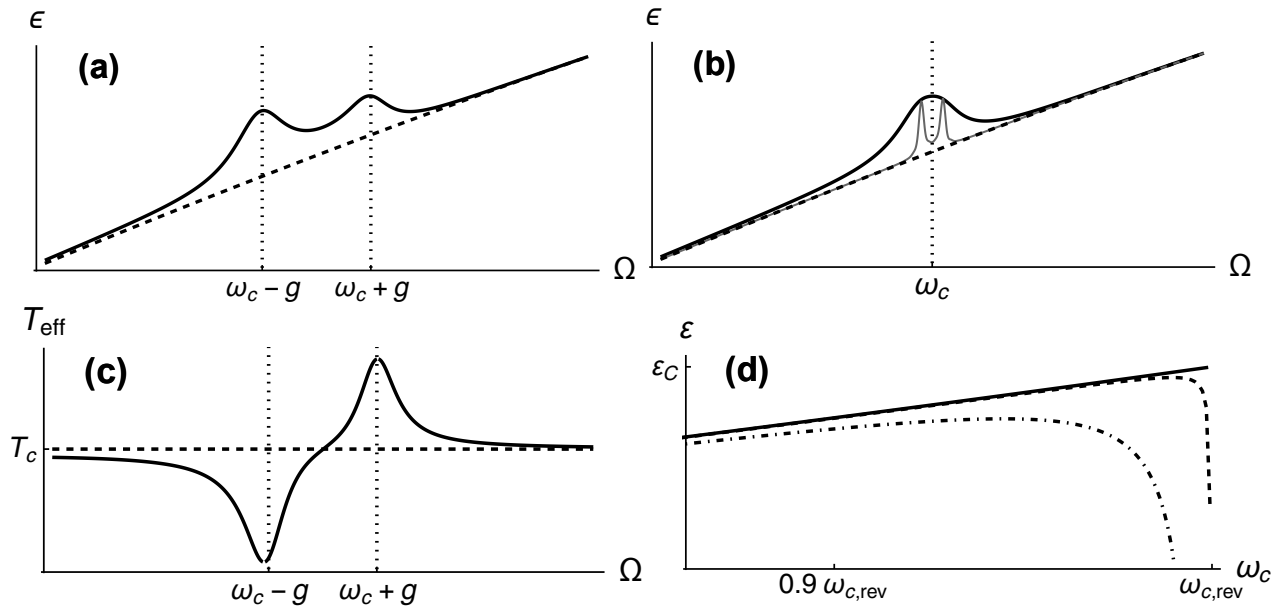 ϵ
(a)
Ω
ω_c − g
ω_c + g
ϵ
(b)
Ω
ω_c
T_eff
(c)
T_c
Ω
ω_c − g
ω_c + g
ε
(d)
ε_C
0.9 ω_c,rev
ω_c,rev
ω_c